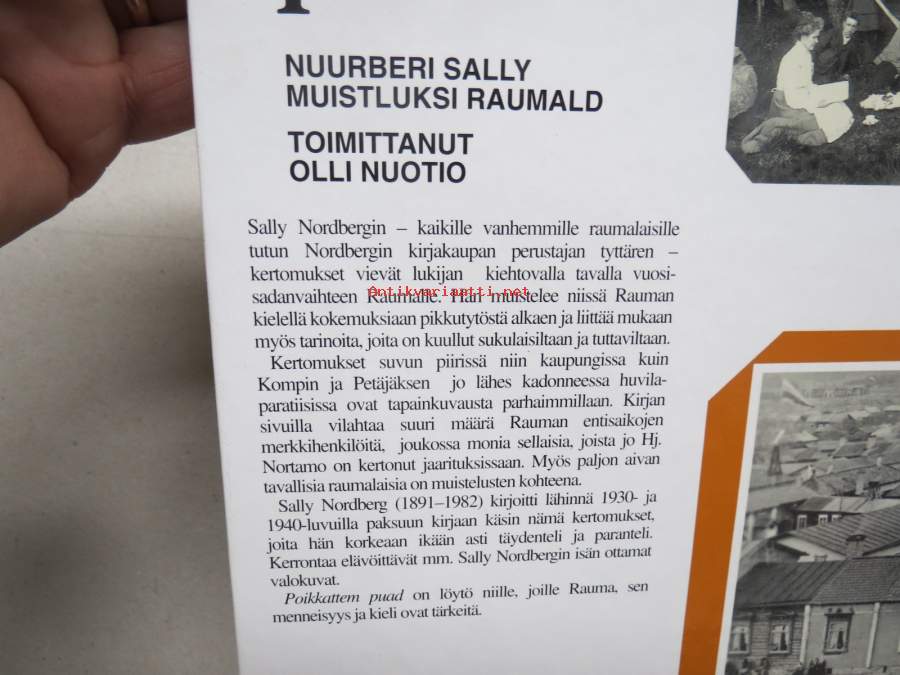 NUURBERI SALLY
MUISTLUKSI RAUMALD
TOIMITTANUT
OLLI NUOTIO
Sally Nordbergin – kaikille vanhemmille raumalaisille
tutun Nordbergin kirjakaupan perustajan tyttären –
kertomukset vievät lukijan kiehtovalla tavalla vuosi-
sadanvaihteen Raumalle. Hän muistelee niissä Rauman
antikvariaatti.net
kielellä kokemuksiaan pikkutytöstä alkaen ja liittää mukaan
myös tarinoita, joita on kuullut sukulaisiltaan ja tuttaviltaan.
Kertomukset suvun piirissä niin kaupungissa kuin
Kompin ja Petäjäksen jo lähes kadonneessa huvila-
paratiisissa ovat tapainkuvausta parhaimmillaan. Kirjan
sivuilla vilahtaa suuri määrä Rauman entisaikojen
merkkihenkilöitä, joukossa monia sellaisia, joista jo Hj.
Nortamo on kertonut jaarituksissaan. Myös paljon aivan
tavallisia raumalaisia on muistelusten kohteena.
Sally Nordberg (1891–1982) kirjoitti lähinnä 1930- ja
1940-luvuilla paksuun kirjaan käsin nämä kertomukset,
joita hän korkeaan ikään asti täydenteli ja paranteli.
Kerrontaa elävöittävät mm. Sally Nordbergin isän ottamat
valokuvat.
Poikkattem puad on löytö niille, joille Rauma, sen
menneisyys ja kieli ovat tärkeitä.